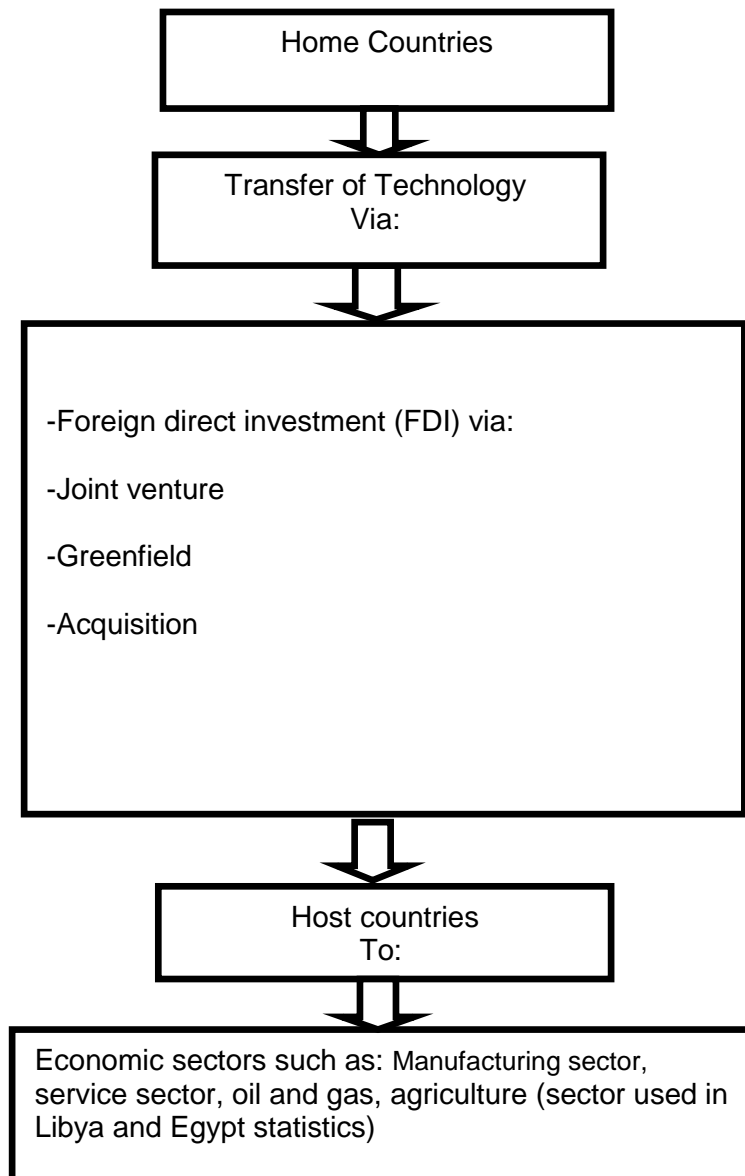 Home Countries
Transfer of Technology
Via:
-Foreign direct investment (FDI) via:
-Joint venture
-Greenfield
-Acquisition
Host countries
To:
Economic sectors such as: Manufacturing sector,
service sector, oil and gas, agriculture (sector used in
Libya and Egypt statistics)